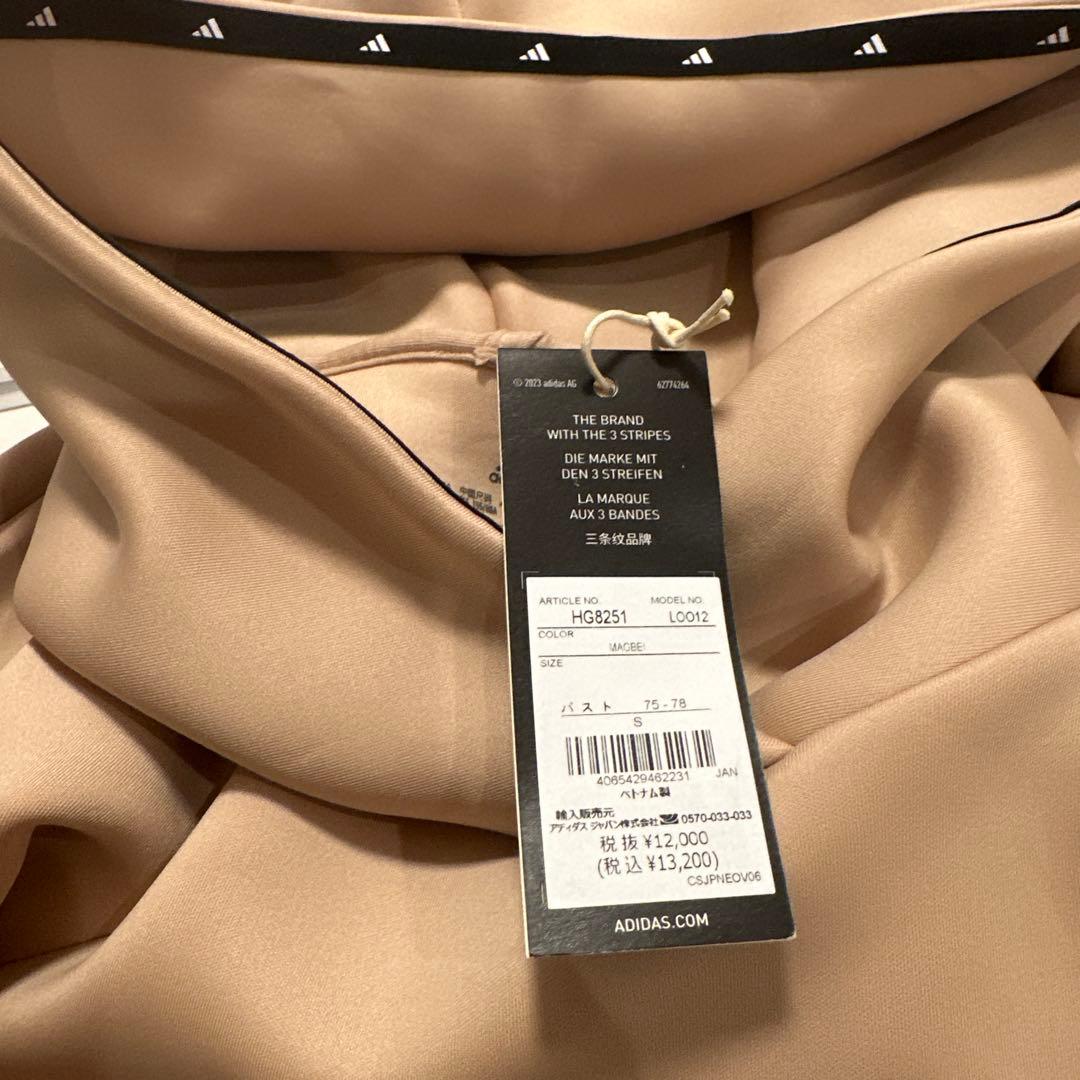 © 2023 adidas AG
62774264
THE BRAND
WITH THE 3 STRIPES
DIE MARKE MIT
DEN 3 STREIFEN
LA MARQUE
AUX 3 BANDES
三条纹品牌
ARTICLE NO.
MODEL NO.
HG8251
LOO12
COLOR
MAGBEI
SIZE
バスト 75-78
S
4065429462231 JAN
ベトナム製
輸入販売元
アディダス ジャパン株式会社 0570-033-033
税抜 ¥12,000
(税込 ¥13,200)
CSJPNEOV06
ADIDAS.COM